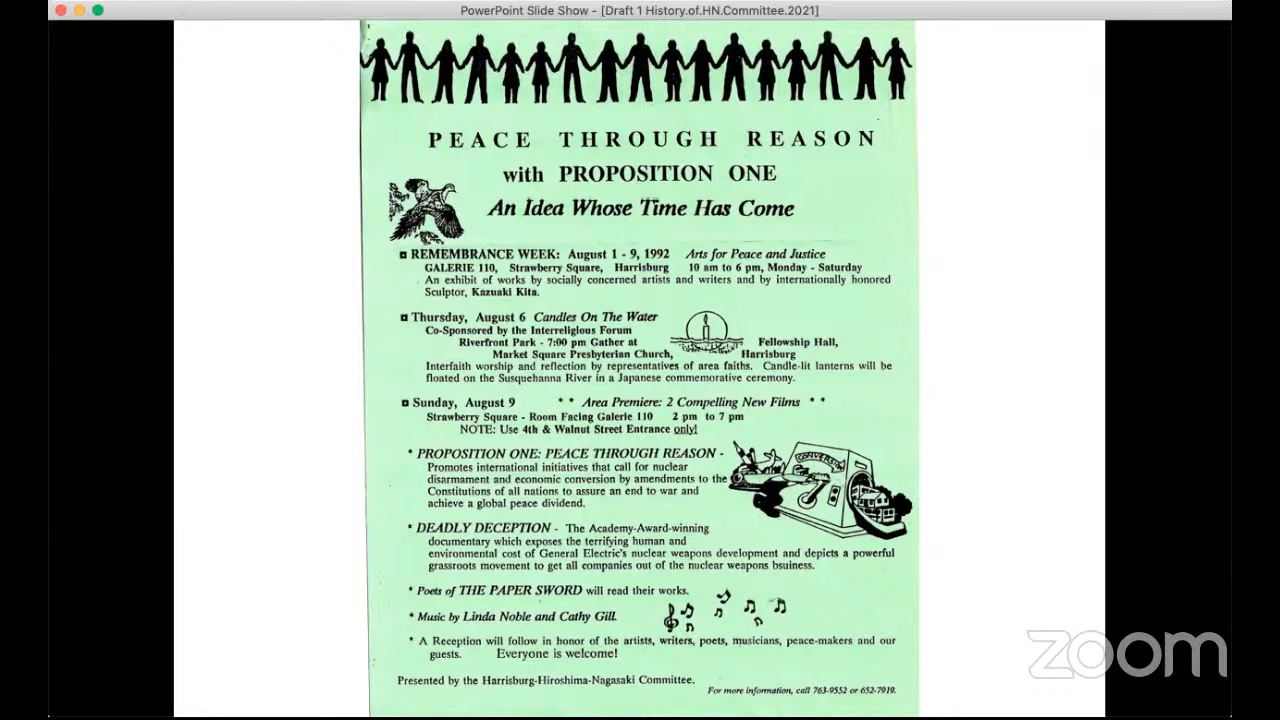 PowerPoint Slide Show - [Draft 1 History.of.HN.Committee.2021]
PEACE THROUGH REASON
with PROPOSITION ONE
An Idea Whose Time Has Come
REMEMBRANCE WEEK: August 1 - 9, 1992 Arts for Peace and Justice
GALERIE 110, Strawberry Square, Harrisburg 10 am to 6 pm, Monday - Saturday
An exhibit of works by socially concerned artists and writers and by internationally honored
Sculptor, Kazuaki Kita.
Thursday, August 6 Candles On The Water
Co-Sponsored by the Interreligious Forum
Riverfront Park - 7:00 pm Gather at Fellowship Hall,
Market Square Presbyterian Church, Harrisburg
Interfaith worship and reflection by representatives of area faiths. Candle-lit lanterns will be
floated on the Susquehanna River in a Japanese commemorative ceremony.
Sunday, August 9 * * Area Premiere: 2 Compelling New Films * *
Strawberry Square - Room Facing Galerie 110 2 pm to 7 pm
NOTE: Use 4th & Walnut Street Entrance only!
* PROPOSITION ONE: PEACE THROUGH REASON -
Promotes international initiatives that call for nuclear
disarmament and economic conversion by amendments to the
Constitutions of all nations to assure an end to war and
achieve a global peace dividend.
CONVERSION
* DEADLY DECEPTION - The Academy-Award-winning
documentary which exposes the terrifying human and
environmental cost of General Electric's nuclear weapons development and depicts a powerful
grassroots movement to get all companies out of the nuclear weapons bsuiness.
* Poets of THE PAPER SWORD will read their works.
* Music by Linda Noble and Cathy Gill.
* A Reception will follow in honor of the artists, writers, poets, musicians, peace-makers and our
guests. Everyone is welcome!
Presented by the Harrisburg-Hiroshima-Nagasaki Committee.
For more information, call 763-9552 or 652-7919.
zoom